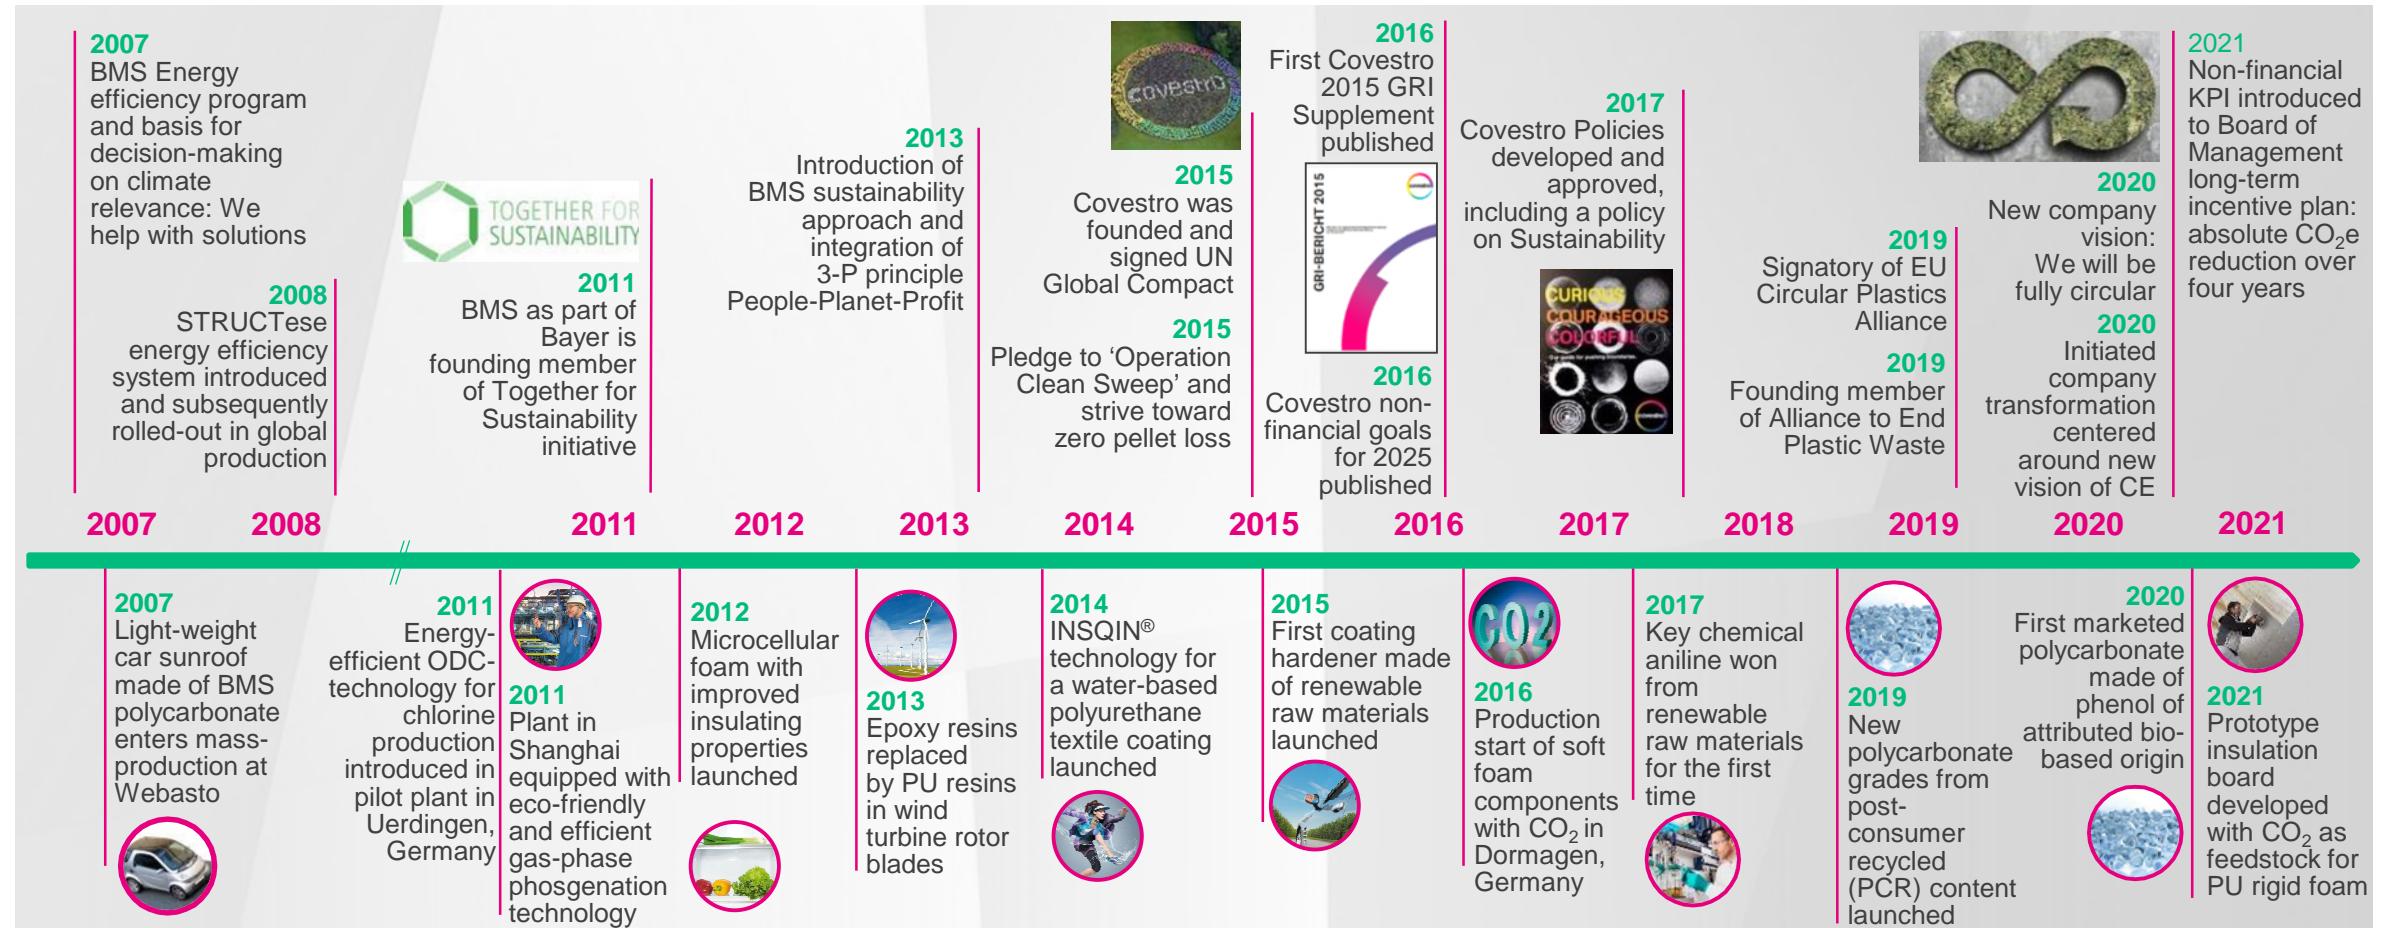 2007
BMS Energy
efficiency program
and basis for
decision-making
on climate
relevance: We
help with solutions
2008
STRUCTese
energy efficiency
system introduced
and subsequently
rolled-out in global
production
TOGETHER FOR
SUSTAINABILITY
2011
BMS as part of
Bayer is
founding member
of Together for
Sustainability
initiative
2013
Introduction of
BMS sustainability
approach and
integration of
3-P principle
People-Planet-Profit
covestro
2015
Covestro was
founded and
signed UN
Global Compact
2015
Pledge to ‘Operation
Clean Sweep’ and
strive toward
zero pellet loss
2016
First Covestro
2015 GRI
Supplement
published
GRI-BERICHT 2015
2016
Covestro non-
financial goals
for 2025
published
2017
Covestro Policies
developed and
approved,
including a policy
on Sustainability
CURIOUS
COURAGEOUS
COLORFUL
2019
Signatory of EU
Circular Plastics
Alliance
2019
Founding member
of Alliance to End
Plastic Waste
2020
New company
vision:
We will be
fully circular
2020
Initiated
company
transformation
centered
around new
vision of CE
2021
Non-financial
KPI introduced
to Board of
Management
long-term
incentive plan:
absolute CO₂e
reduction over
four years
2007 2008 2011 2012 2013 2014 2015 2016 2017 2018 2019 2020 2021
2007
Light-weight
car sunroof
made of BMS
polycarbonate
enters mass-
production at
Webasto
2011
Energy-
efficient ODC-
technology for
chlorine
production
introduced in
pilot plant in
Uerdingen,
Germany
2011
Plant in
Shanghai
equipped with
eco-friendly
and efficient
gas-phase
phosgenation
technology
2012
Microcellular
foam with
improved
insulating
properties
launched
2013
Epoxy resins
replaced
by PU resins
in wind
turbine rotor
blades
2014
INSQIN®
technology for
a water-based
polyurethane
textile coating
launched
2015
First coating
hardener made
of renewable
raw materials
launched
CO2
2016
Production
start of soft
foam
components
with CO₂ in
Dormagen,
Germany
2017
Key chemical
aniline won
from
renewable
raw materials
for the first
time
2019
New
polycarbonate
grades from
post-
consumer
recycled
(PCR) content
launched
2020
First marketed
polycarbonate
made of
phenol of
attributed bio-
based origin
2021
Prototype
insulation
board
developed
with CO₂ as
feedstock for
PU rigid foam